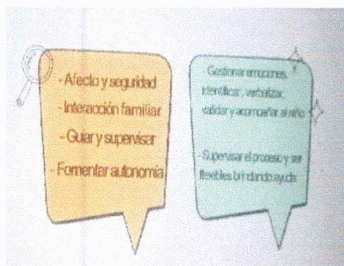 - Afecto y seguridad
- Interacción familiar
- Guiar y supervisar
- Fomentar autonomía
- Gestionar emociones,
identificar, verbalizar,
validar y acompañar al niño
- Supervisar el proceso y ser
flexibles brindando ayuda